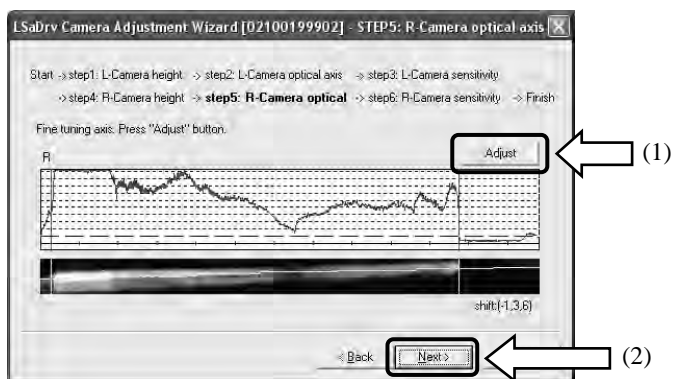 LSaDrv Camera Adjustment Wizard [02100199902] - STEP5: R-Camera optical axis
Start -> step1: L-Camera height -> step2: L-Camera optical axis -> step3: L-Camera sensitivity
-> step4: R-Camera height -> step5: R-Camera optical -> step6: R-Camera sensitivity -> Finish
Fine tuning axis: Press "Adjust" button.
R
Adjust
(1)
shift:(-1,3,6)
< Back
Next >
(2)